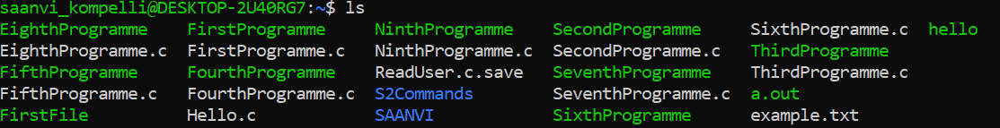 saanvi_kompelli@DESKTOP-2U40RG7:~$ ls
EighthProgramme FirstProgramme NinthProgramme SecondProgramme SixthProgramme.c hello
EighthProgramme.c FirstProgramme.c NinthProgramme.c SecondProgramme.c ThirdProgramme
FifthProgramme FourthProgramme ReadUser.c.save SeventhProgramme ThirdProgramme.c
FifthProgramme.c FourthProgramme.c S2Commands SeventhProgramme.c a.out
FirstFile Hello.c SAANVI SixthProgramme example.txt